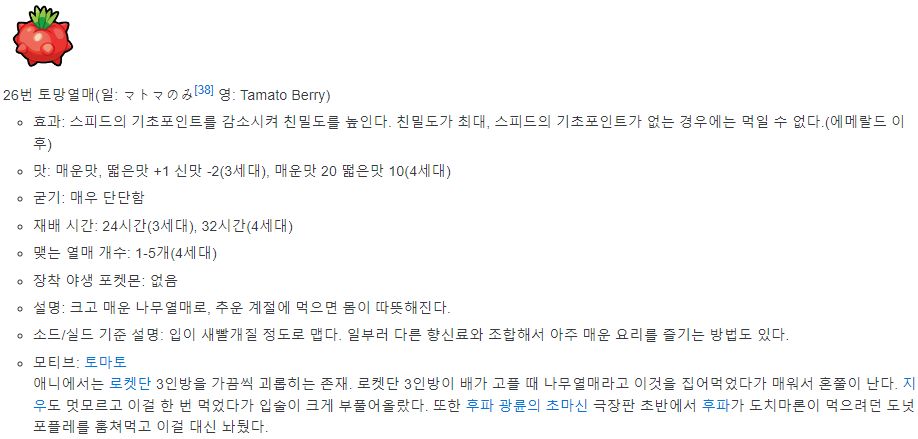 26번 토망열매(일: マトマのみ[38] 영: Tamato Berry)
효과: 스피드의 기초포인트를 감소시켜 친밀도를 높인다. 친밀도가 최대, 스피드의 기초포인트가 없는 경우에는 먹일 수 없다.(에메랄드 이
후)
맛: 매운맛, 떫은맛 +1 신맛 -2(3세대), 매운맛 20 떫은맛 10(4세대)
굳기: 매우 단단함
재배 시간: 24시간(3세대), 32시간(4세대)
맺는 열매 개수: 1-5개(4세대)
장착 야생 포켓몬: 없음
설명: 크고 매운 나무열매로, 추운 계절에 먹으면 몸이 따뜻해진다.
소드/실드 기준 설명: 입이 새빨개질 정도로 맵다. 일부러 다른 향신료와 조합해서 아주 매운 요리를 즐기는 방법도 있다.
모티브: 토마토
애니에서는 로켓단 3인방을 가끔씩 괴롭히는 존재. 로켓단 3인방이 배가 고플 때 나무열매라고 이것을 집어먹었다가 매워서 혼쭐이 난다. 지
우도 멋모르고 이걸 한 번 먹었다가 입술이 크게 부풀어올랐다. 또한 후파 광륜의 초마신 극장판 초반에서 후파가 도치마론이 먹으려던 도넛
포플레를 훔쳐먹고 이걸 대신 놔뒀다.